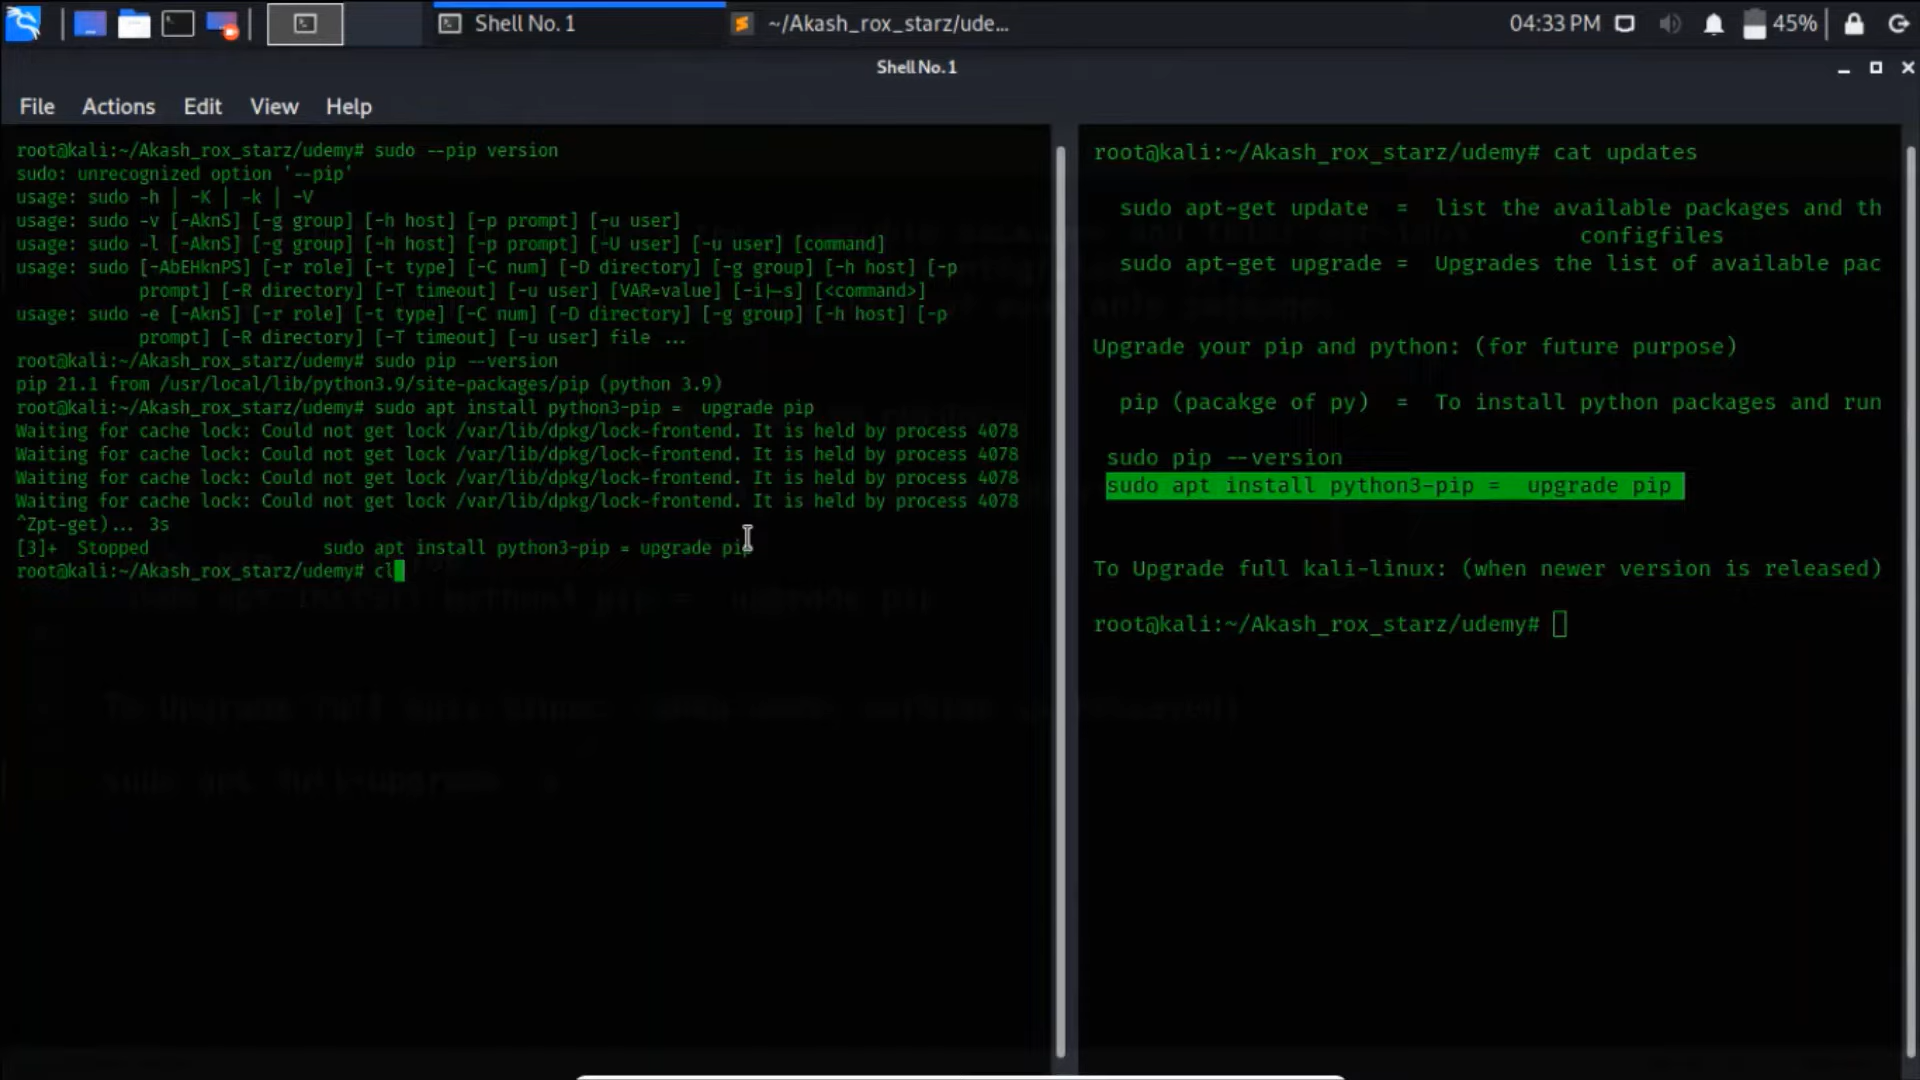 Shell No. 1
~/Akash_rox_starz/ude...
04:33 PM
45%
Shell No. 1
File Actions Edit View Help
root@kali:~/Akash_rox_starz/udemy# sudo --pip version
sudo: unrecognized option '--pip'
usage: sudo -h | -K | -k | -V
usage: sudo -v [-AknS] [-g group] [-h host] [-p prompt] [-u user]
usage: sudo -l [-AknS] [-g group] [-h host] [-p prompt] [-U user] [-u user] [command]
usage: sudo [-AbEHknPS] [-r role] [-t type] [-C num] [-D directory] [-g group] [-h host] [-p
prompt] [-R directory] [-T timeout] [-u user] [VAR=value] [-i|-s] [<command>]
usage: sudo -e [-AknS] [-r role] [-t type] [-C num] [-D directory] [-g group] [-h host] [-p
prompt] [-R directory] [-T timeout] [-u user] file ...
root@kali:~/Akash_rox_starz/udemy# sudo pip --version
pip 21.1 from /usr/local/lib/python3.9/site-packages/pip (python 3.9)
root@kali:~/Akash_rox_starz/udemy# sudo apt install python3-pip =  upgrade pip
Waiting for cache lock: Could not get lock /var/lib/dpkg/lock-frontend. It is held by process 4078
Waiting for cache lock: Could not get lock /var/lib/dpkg/lock-frontend. It is held by process 4078
Waiting for cache lock: Could not get lock /var/lib/dpkg/lock-frontend. It is held by process 4078
Waiting for cache lock: Could not get lock /var/lib/dpkg/lock-frontend. It is held by process 4078
^Zpt-get)... 3s
[3]+  Stopped                 sudo apt install python3-pip = upgrade pip
root@kali:~/Akash_rox_starz/udemy# cl
root@kali:~/Akash_rox_starz/udemy# cat updates
sudo apt-get update  =  list the available packages and th
configfiles
sudo apt-get upgrade =  Upgrades the list of available pac
Upgrade your pip and python: (for future purpose)
pip (pacakge of py)  =  To install python packages and run
sudo pip --version
sudo apt install python3-pip =  upgrade pip
To Upgrade full kali-linux: (when newer version is released)
root@kali:~/Akash_rox_starz/udemy#